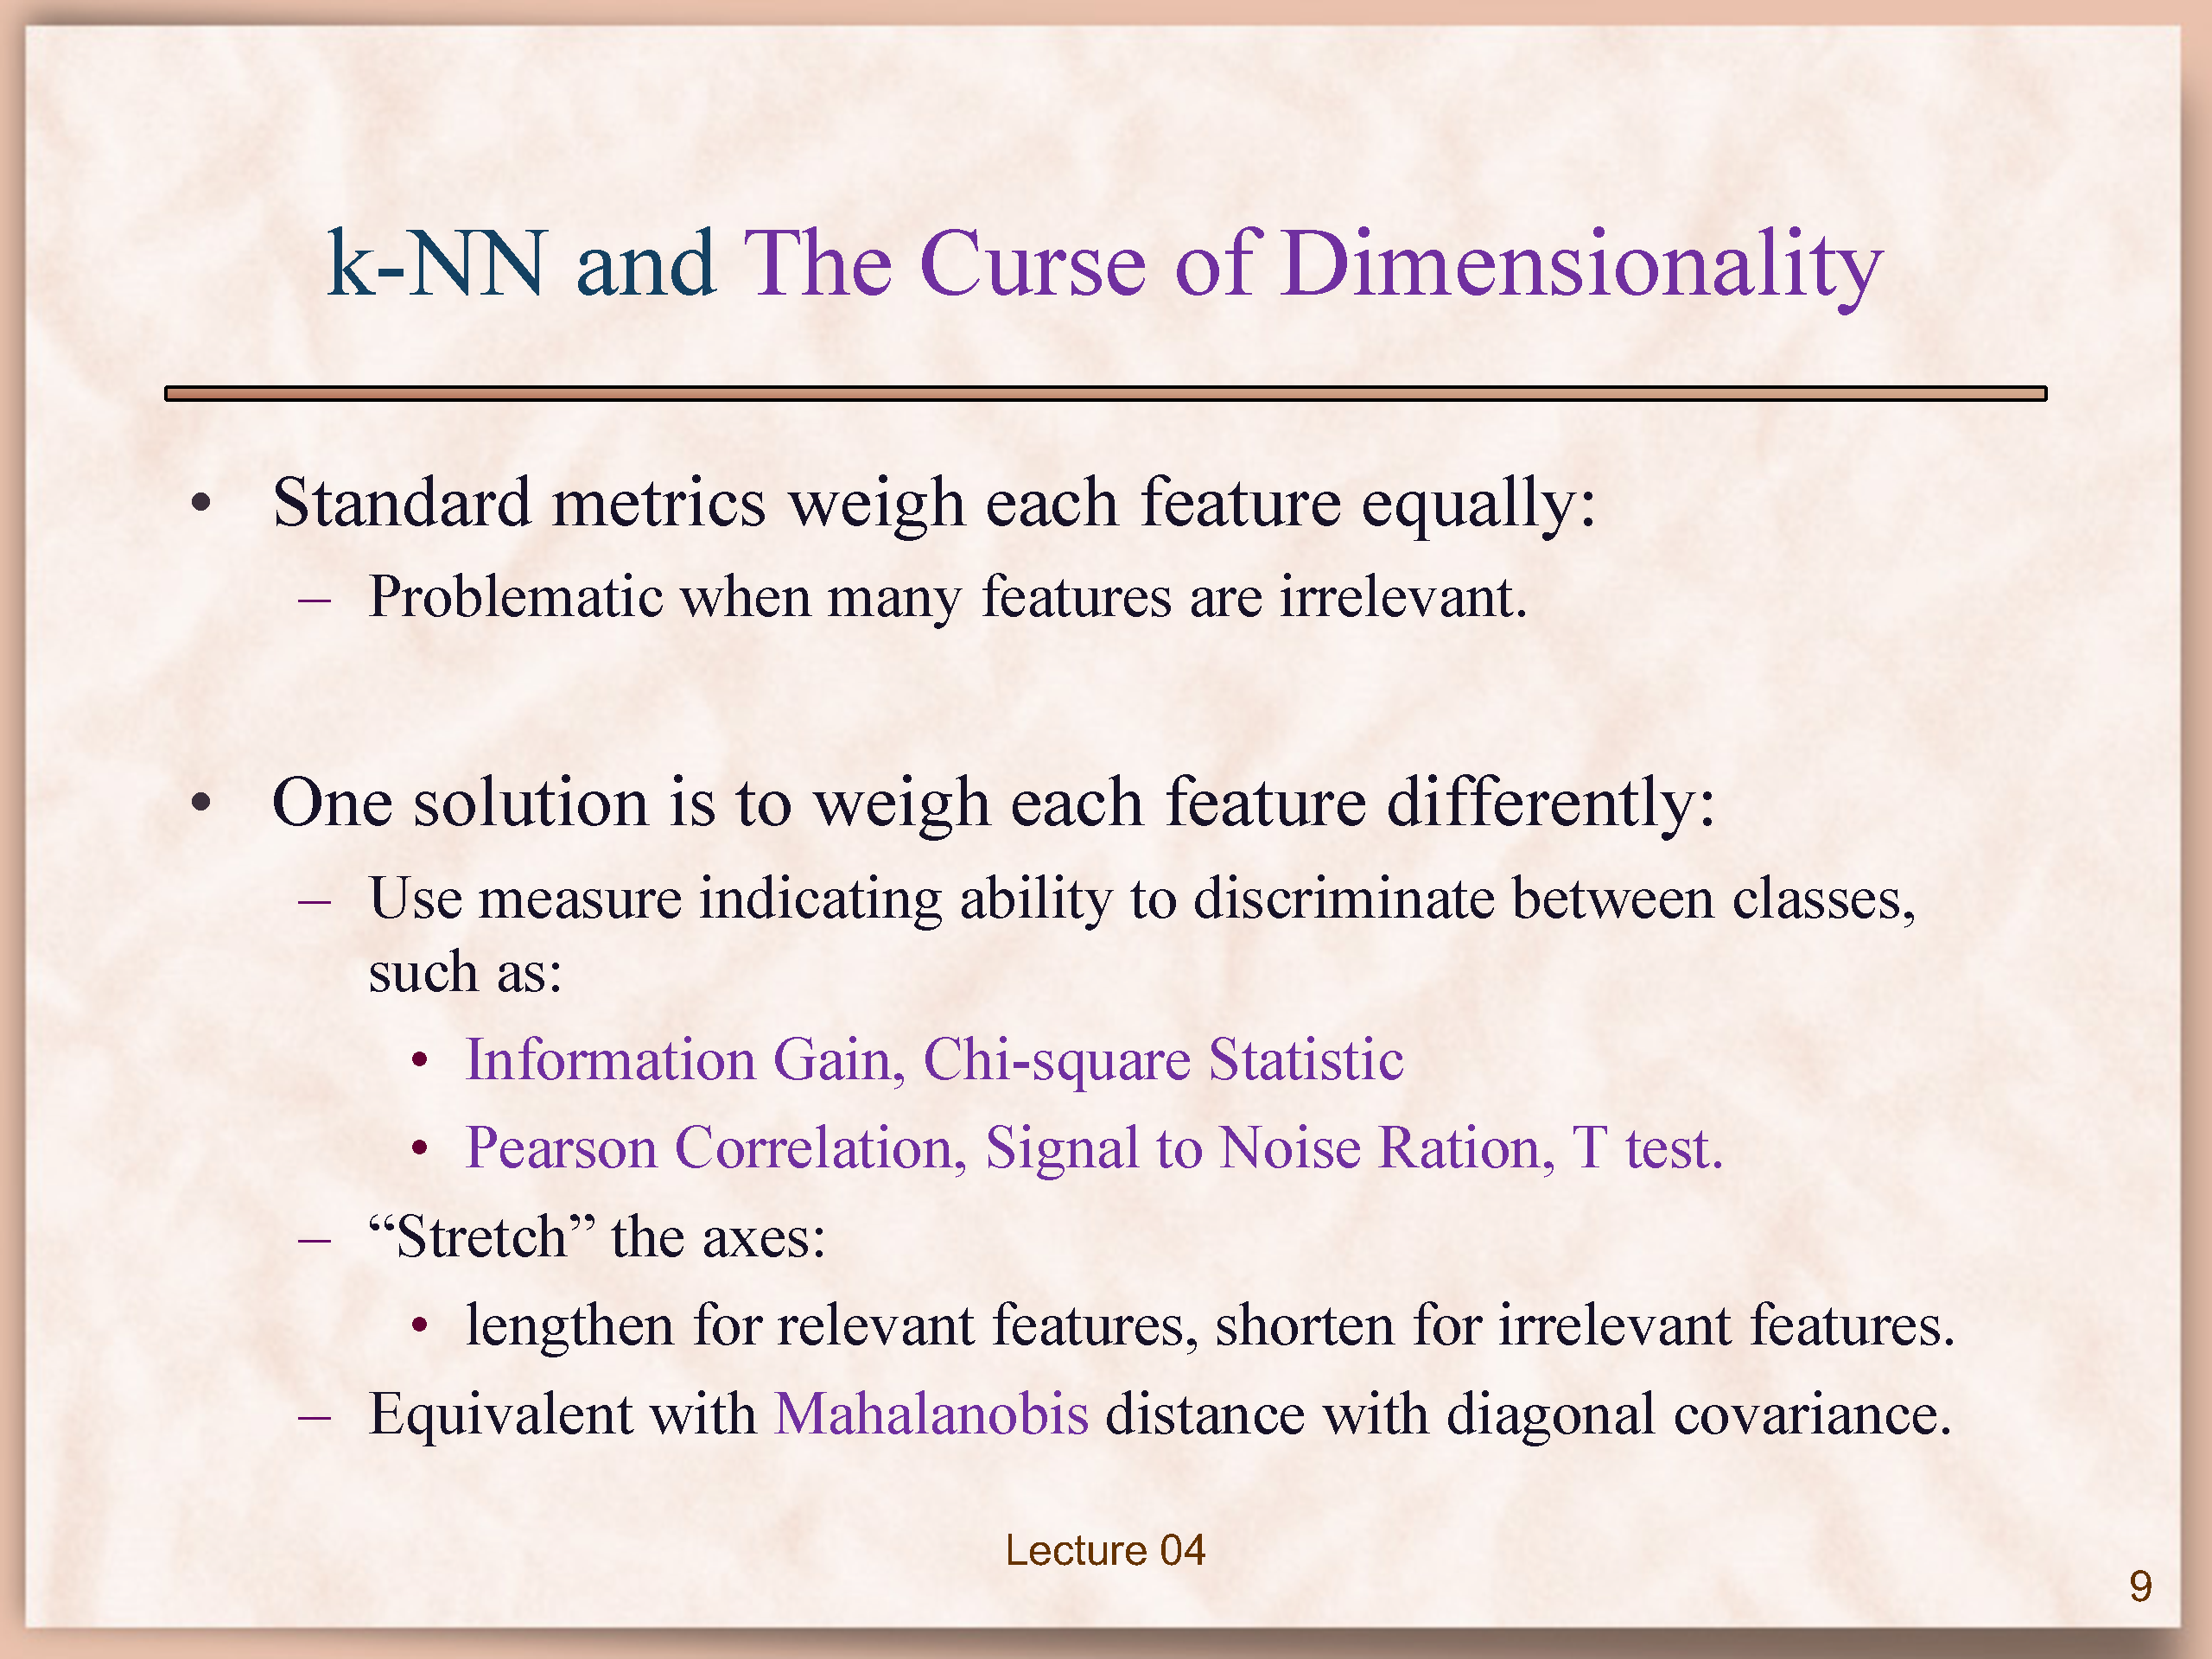 k-NN and The Curse of Dimensionality
• Standard metrics weigh each feature equally:
– Problematic when many features are irrelevant.
• One solution is to weigh each feature differently:
– Use measure indicating ability to discriminate between classes,
such as:
• Information Gain, Chi-square Statistic
• Pearson Correlation, Signal to Noise Ration, T test.
– “Stretch” the axes:
• lengthen for relevant features, shorten for irrelevant features.
– Equivalent with Mahalanobis distance with diagonal covariance.
Lecture 04
9